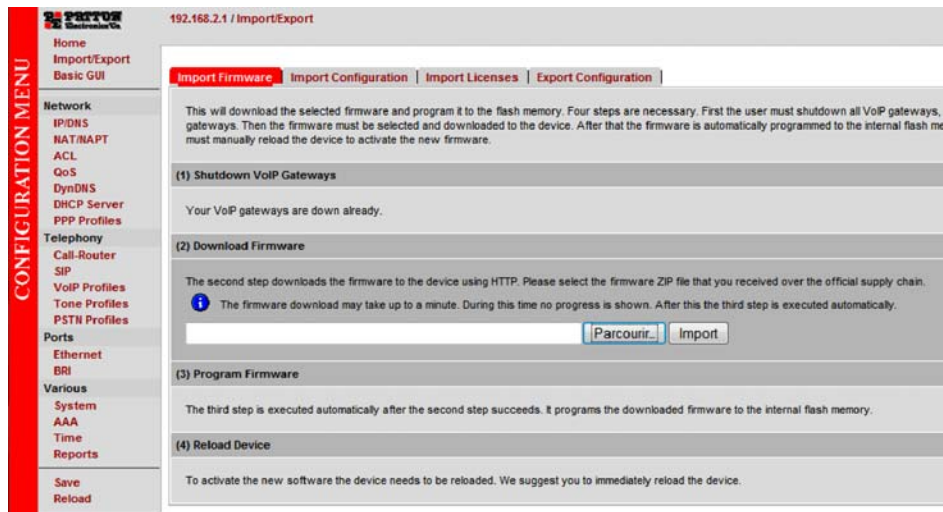 CONFIGURATION MENU
PATTON
Electronics Co.
Home
Import/Export
Basic GUI
Network
IP/DNS
NAT/NAPT
ACL
QoS
DynDNS
DHCP Server
PPP Profiles
Telephony
Call-Router
SIP
VoIP Profiles
Tone Profiles
PSTN Profiles
Ports
Ethernet
BRI
Various
System
AAA
Time
Reports
Save
Reload
192.168.2.1 / Import/Export
Import Firmware | Import Configuration | Import Licenses | Export Configuration |
This will download the selected firmware and program it to the flash memory. Four steps are necessary. First the user must shutdown all VoIP gateways,
gateways. Then the firmware must be selected and downloaded to the device. After that the firmware is automatically programmed to the internal flash me
must manually reload the device to activate the new firmware.
(1) Shutdown VoIP Gateways
Your VoIP gateways are down already.
(2) Download Firmware
The second step downloads the firmware to the device using HTTP. Please select the firmware ZIP file that you received over the official supply chain.
i The firmware download may take up to a minute. During this time no progress is shown. After this the third step is executed automatically.
Parcourir... Import
(3) Program Firmware
The third step is executed automatically after the second step succeeds. It programs the downloaded firmware to the internal flash memory.
(4) Reload Device
To activate the new software the device needs to be reloaded. We suggest you to immediately reload the device.